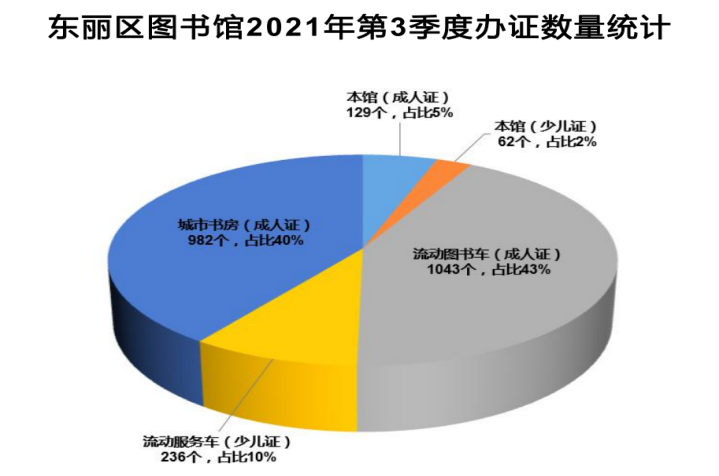 东丽区图书馆2021年第3季度办证数量统计
本馆（成人证）
129个，占比5%
本馆（少儿证）
62个，占比2%
城市书房（成人证）
982个，占比40%
流动图书车（成人证）
1043个，占比43%
流动服务车（少儿证）
236个，占比10%